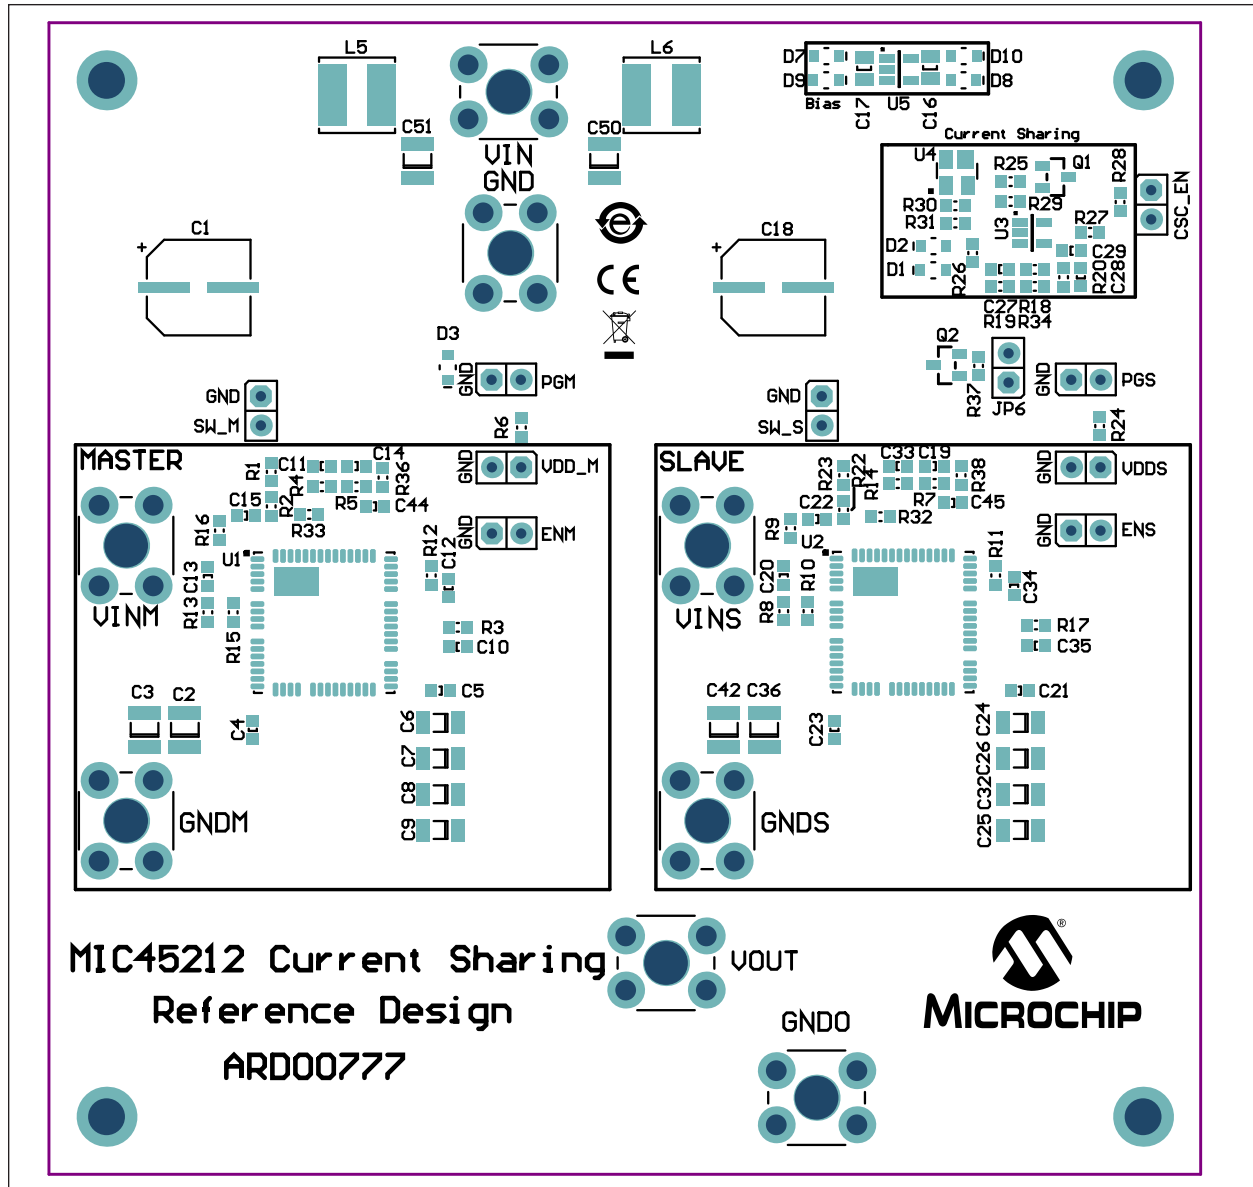 L5
L6
D7
D10
D9
D8
Bias
C17
U5
C16
C51
C50
VIN
GND
Current Sharing
U4
R25
Q1
R28
CSC_EN
R30
R31
R29
U3
R27
C1
C18
D2
D1
R26
C29
R20
C28
C27
R18
R19
R34
CE
D3
Q2
GND
PGM
R37
JP6
GND
PGS
GND
SW_M
GND
SW_S
R6
R24
MASTER
R1
C11
C14
R4
R5
R36
C44
GND
VDD_M
SLAVE
R23
R22
R14
C33
C19
R7
R38
C45
GND
VDDS
C15
R2
R33
R16
U1
R12
C12
GND
ENM
C22
R9
U2
R32
R11
GND
ENS
C13
R13
R15
C20
R8
R10
C34
VINM
R3
C10
VINS
R17
C35
C3
C2
C4
C5
C6
C7
C8
C9
C42
C36
C23
C21
C24
C26
C32
C25
GNDM
GNDS
MIC45212 Current Sharing
Reference Design
ARD00777
VOUT
GNDO
®
MICROCHIP